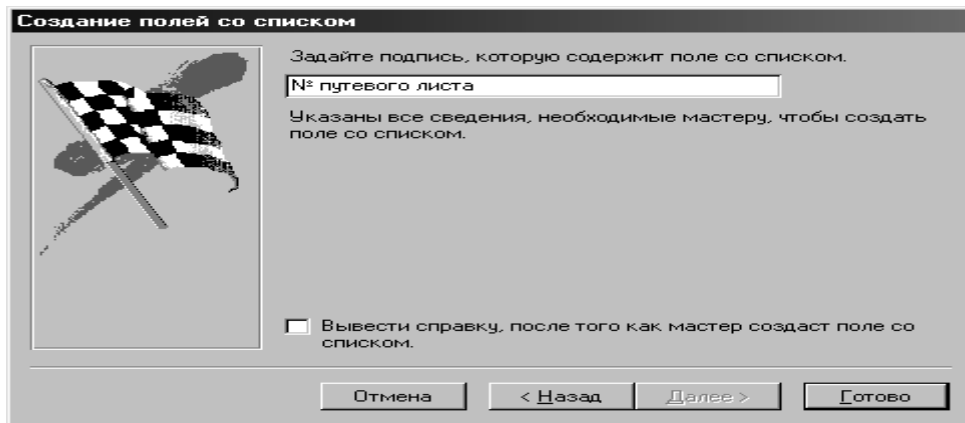 Создание полей со списком
Задайте подпись, которую содержит поле со списком.
№ путевого листа
Указаны все сведения, необходимые мастеру, чтобы создать
поле со списком.
Вывести справку, после того как мастер создаст поле со
списком.
Отмена
< Назад
Далее >
Готово